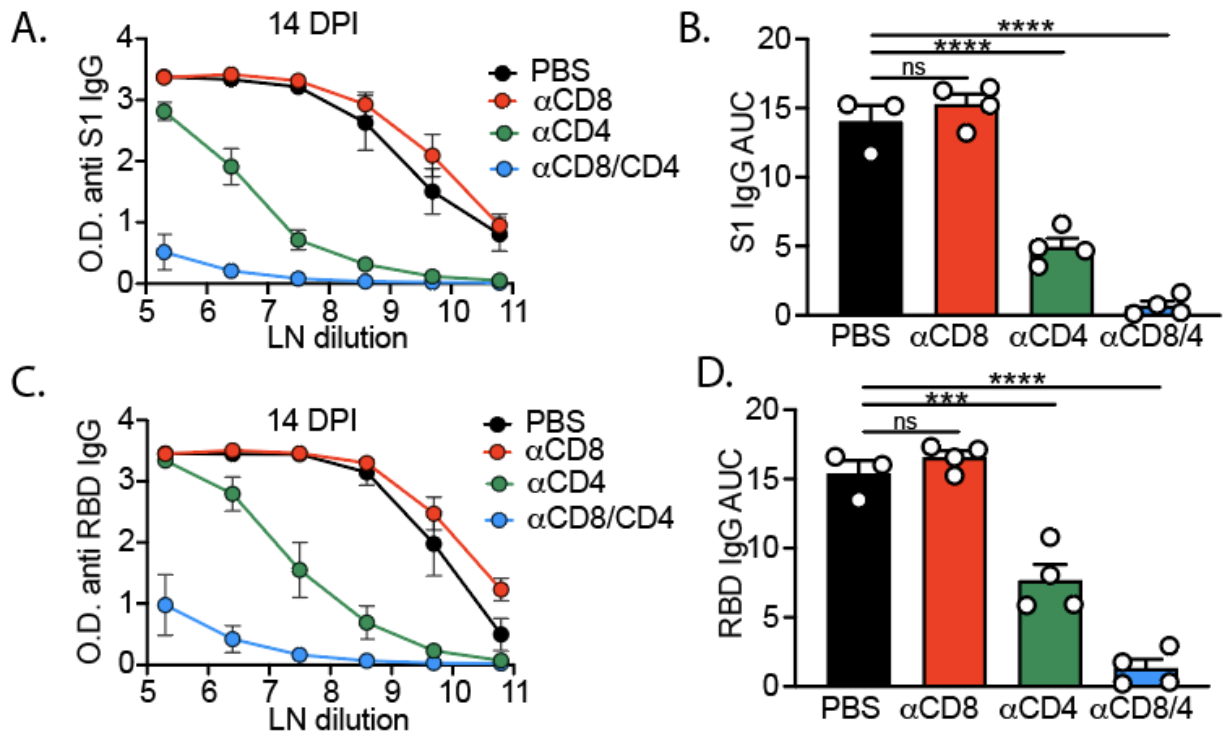 A.
14 DPI
4
3
2
1
0
O.D. anti S1 IgG
5 6 7 8 9 10 11
LN dilution
PBS
αCD8
αCD4
αCD8/CD4
B.
****
****
ns
20
15
10
5
0
S1 IgG AUC
PBS αCD8 αCD4 αCD8/4
C.
14 DPI
4
3
2
1
0
O.D. anti RBD IgG
5 6 7 8 9 10 11
LN dilution
PBS
αCD8
αCD4
αCD8/CD4
D.
****
***
ns
20
15
10
5
0
RBD IgG AUC
PBS αCD8 αCD4 αCD8/4